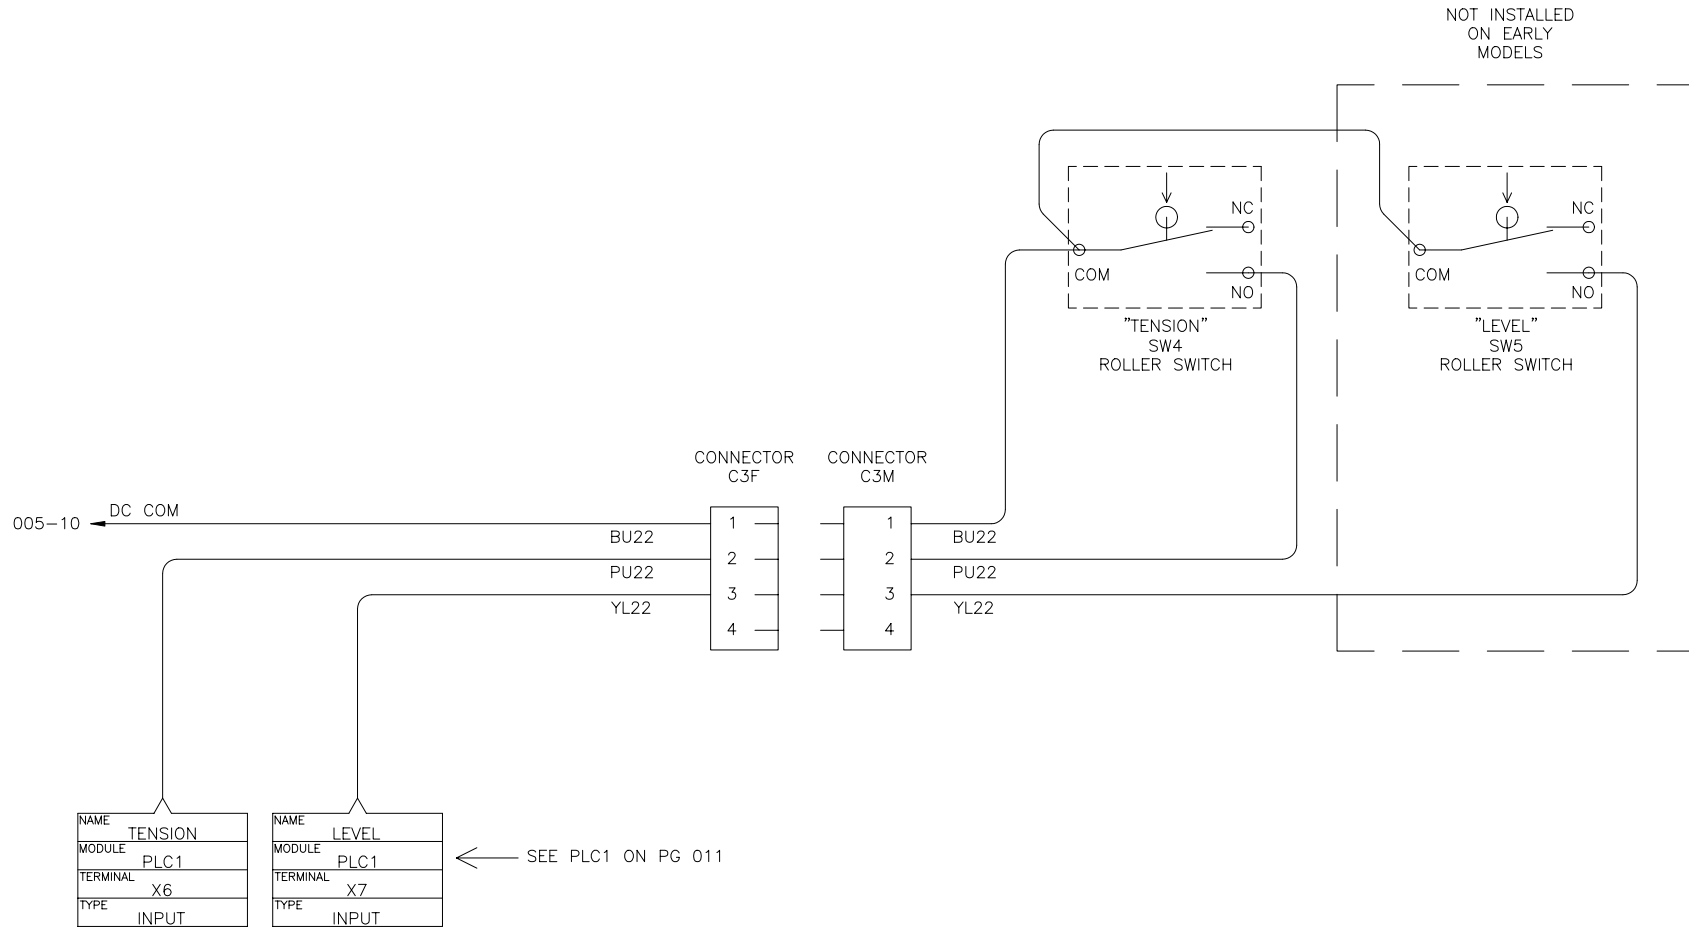 NOT INSTALLED
ON EARLY
MODELS
NC
COM
NO
"TENSION"
SW4
ROLLER SWITCH
NC
COM
NO
"LEVEL"
SW5
ROLLER SWITCH
CONNECTOR
C3F
CONNECTOR
C3M
005-10
DC COM
BU22
PU22
YL22
1
2
3
4
1
2
3
4
BU22
PU22
YL22
NAME
TENSION
MODULE
PLC1
TERMINAL
X6
TYPE
INPUT
NAME
LEVEL
MODULE
PLC1
TERMINAL
X7
TYPE
INPUT
SEE PLC1 ON PG 011